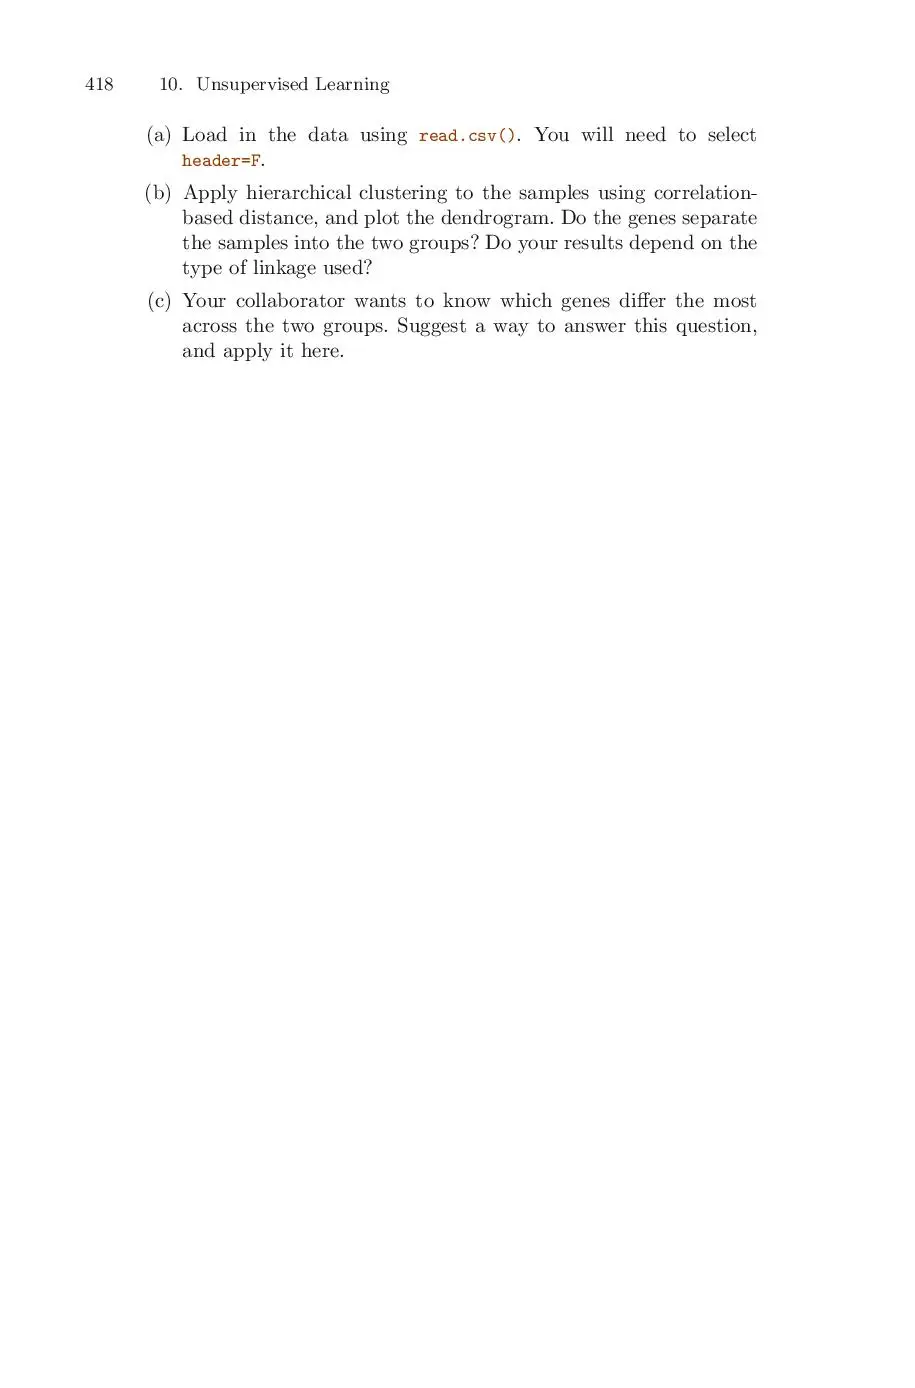 418 10. Unsupervised Learning
(a) Load in the data using read.csv(). You will need to select
header=F.
(b) Apply hierarchical clustering to the samples using correlation-
based distance, and plot the dendrogram. Do the genes separate
the samples into the two groups? Do your results depend on the
type of linkage used?
(c) Your collaborator wants to know which genes differ the most
across the two groups. Suggest a way to answer this question,
and apply it here.